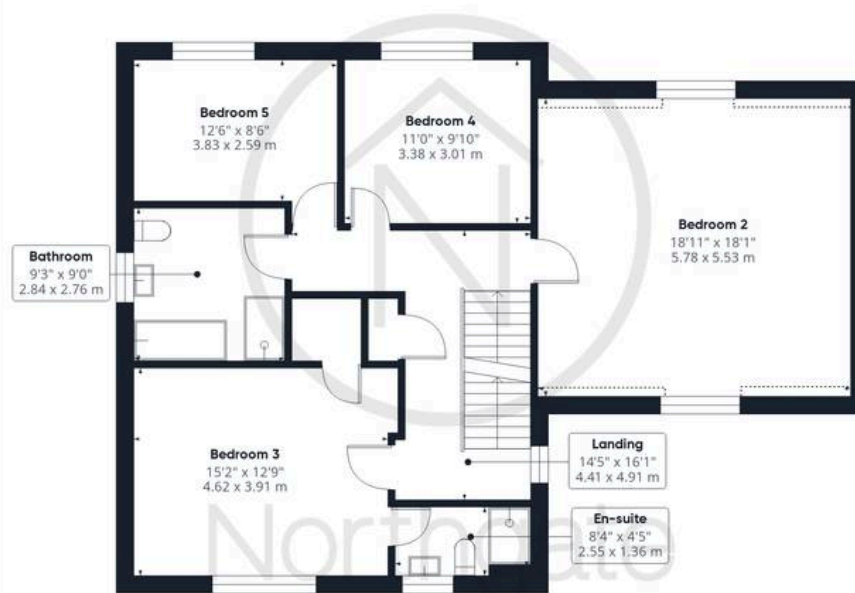 Bedroom 5
12'6" x 8'6"
3.83 x 2.59 m
Bedroom 4
11'0" x 9'10"
3.38 x 3.01 m
Bedroom 2
18'11" x 18'1"
5.78 x 5.53 m
Bathroom
9'3" x 9'0"
2.84 x 2.76 m
Bedroom 3
15'2" x 12'9"
4.62 x 3.91 m
Landing
14'5" x 16'1"
4.41 x 4.91 m
En-suite
8'4" x 4'5"
2.55 x 1.36 m
N
Northgate